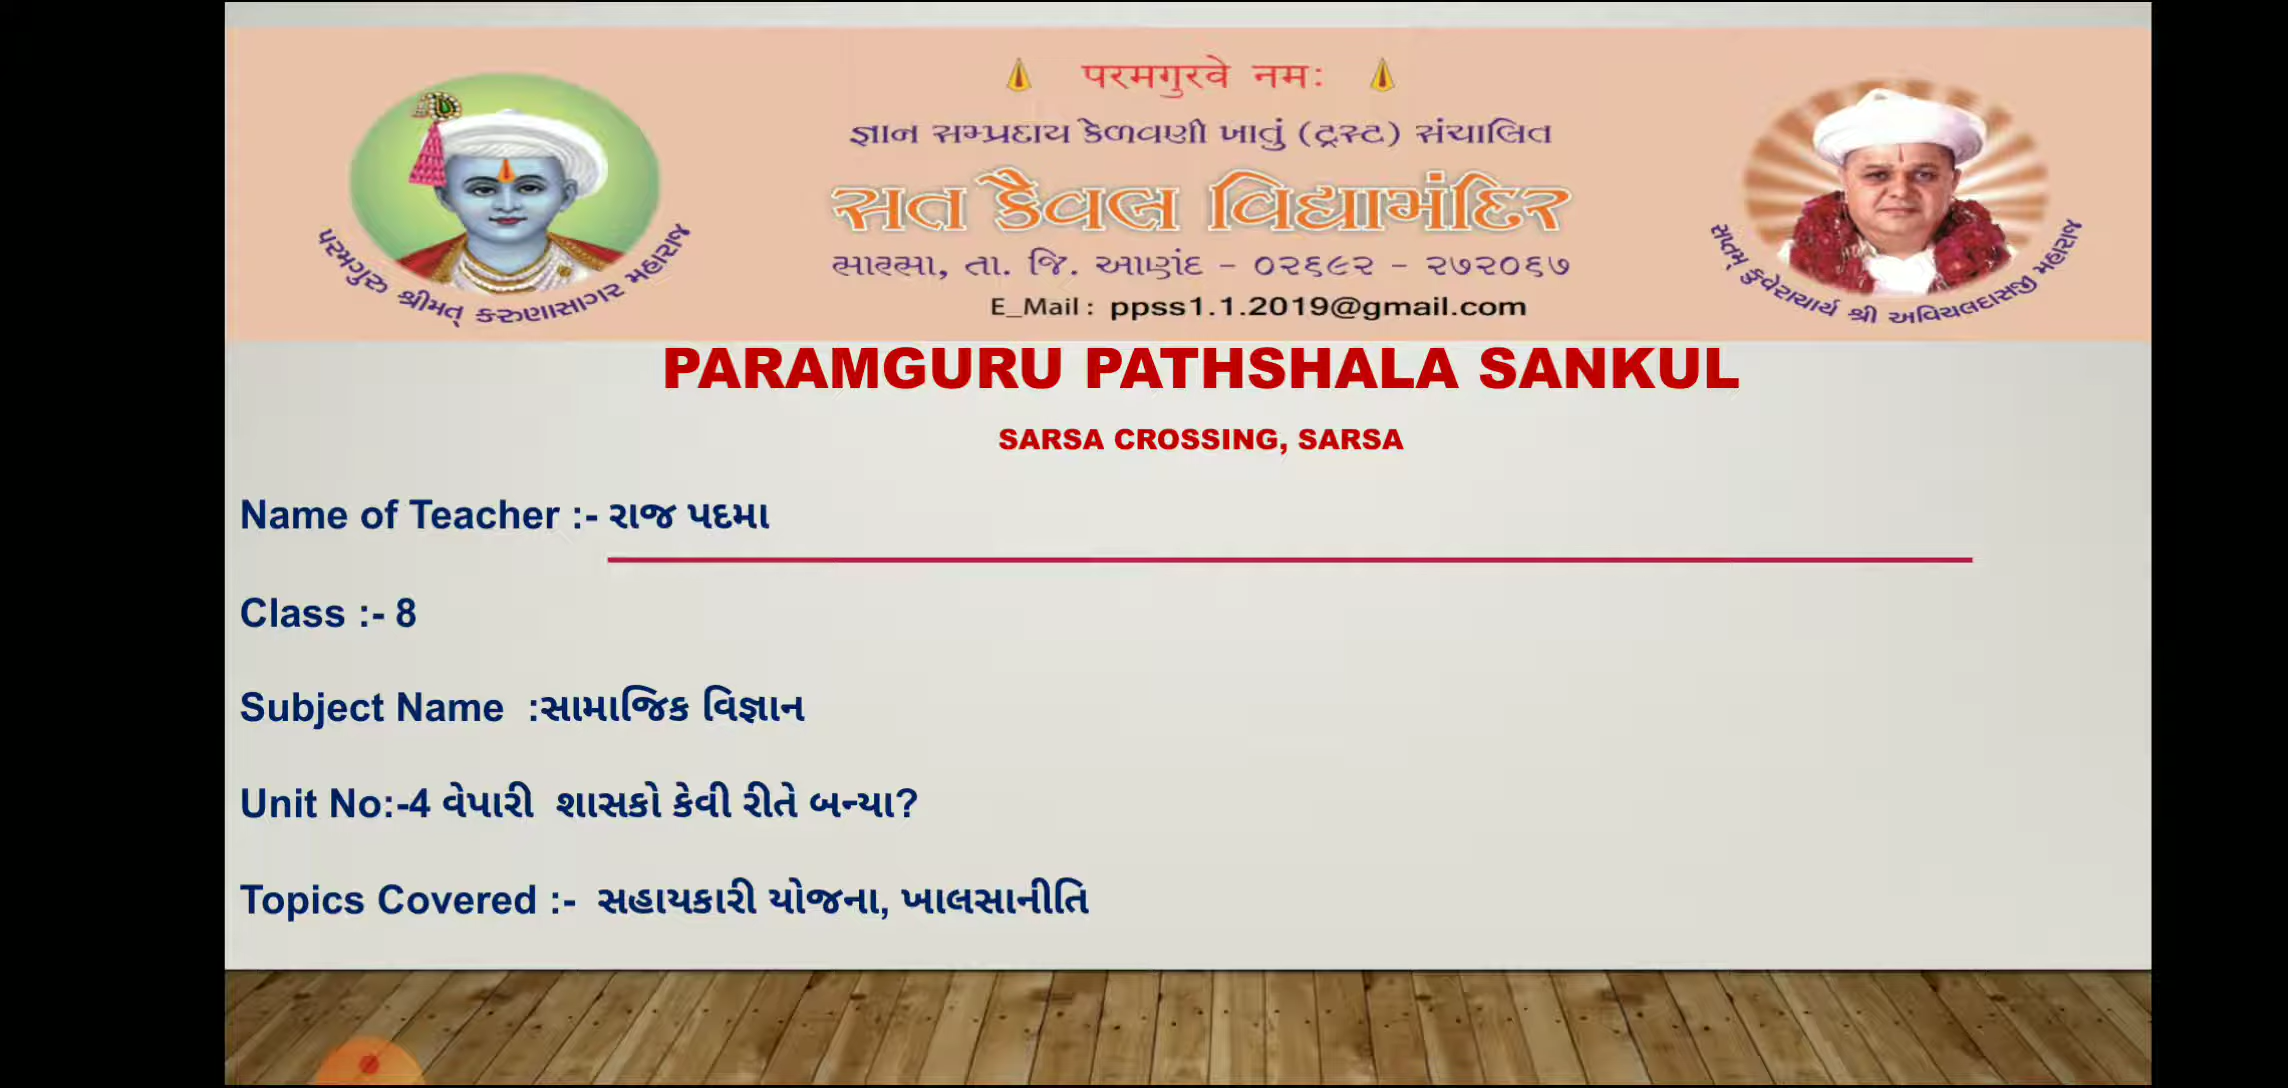 परमगुरवे नमः
જ્ઞાન સમ્પ્રદાય કેળવણી ખાતું (ટ્રસ્ટ) સંચાલિત
સત કૈવલ વિદ્યામંદિર
સારસા, તા. જિ. આણંદ - ૦૨૬૯૨ - ૨૭૨૦૬૭
E_Mail : ppss1.1.2019@gmail.com
પરમગુરુ શ્રીમત્ કરુણાસાગર મહારાજ
સપ્તમ્ કુવેરાચાર્ય શ્રી અવિચલદાસજી મહારાજ
PARAMGURU PATHSHALA SANKUL
SARSA CROSSING, SARSA
Name of Teacher :- રાજ પદમા
Class :- 8
Subject Name :સામાજિક વિજ્ઞાન
Unit No:-4 વેપારી શાસકો કેવી રીતે બન્યા?
Topics Covered :- સહાયકારી યોજના, ખાલસાનીતિ